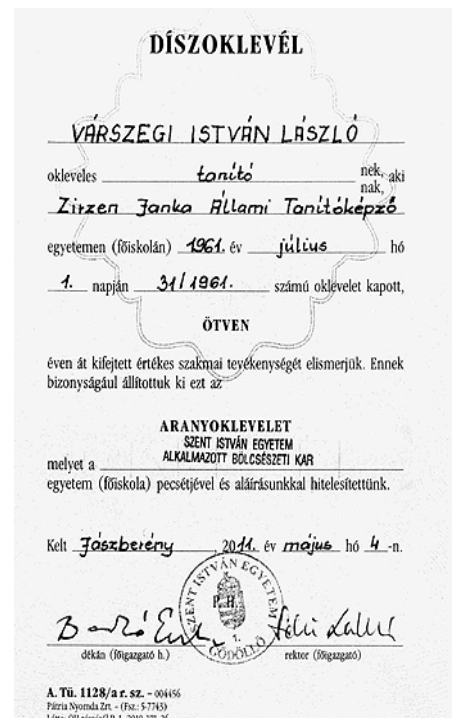 DÍSZOKLEVÉL
VÁRSZEGI ISTVÁN LÁSZLÓ
okleveles tanító nek, nak, aki
Zirzen Janka Állami Tanítóképző
egyetemen (főiskolán) 1961. év július hó
1. napján 31/1961. számú oklevelet kapott,
ÖTVEN
éven át kifejtett értékes szakmai tevékenységét elismerjük. Ennek
bizonyságául állítottuk ki ezt az
ARANYOKLEVELET
SZENT ISTVÁN EGYETEM
ALKALMAZOTT BÖLCSÉSZETI KAR
melyet a
egyetem (főiskola) pecsétjével és aláírásunkkal hitelesítettünk.
Kelt Jászberény, 2011. év május hó 4-n.
SZENT ISTVÁN EGYETEM
P. H.
1.
GÖDÖLLŐ
dékán (főigazgató h.) rektor (főigazgató)
A. Tü. 1128/a r. sz. – 004456
Pátria Nyomda Zrt. – (Fsz.: 5-7743)